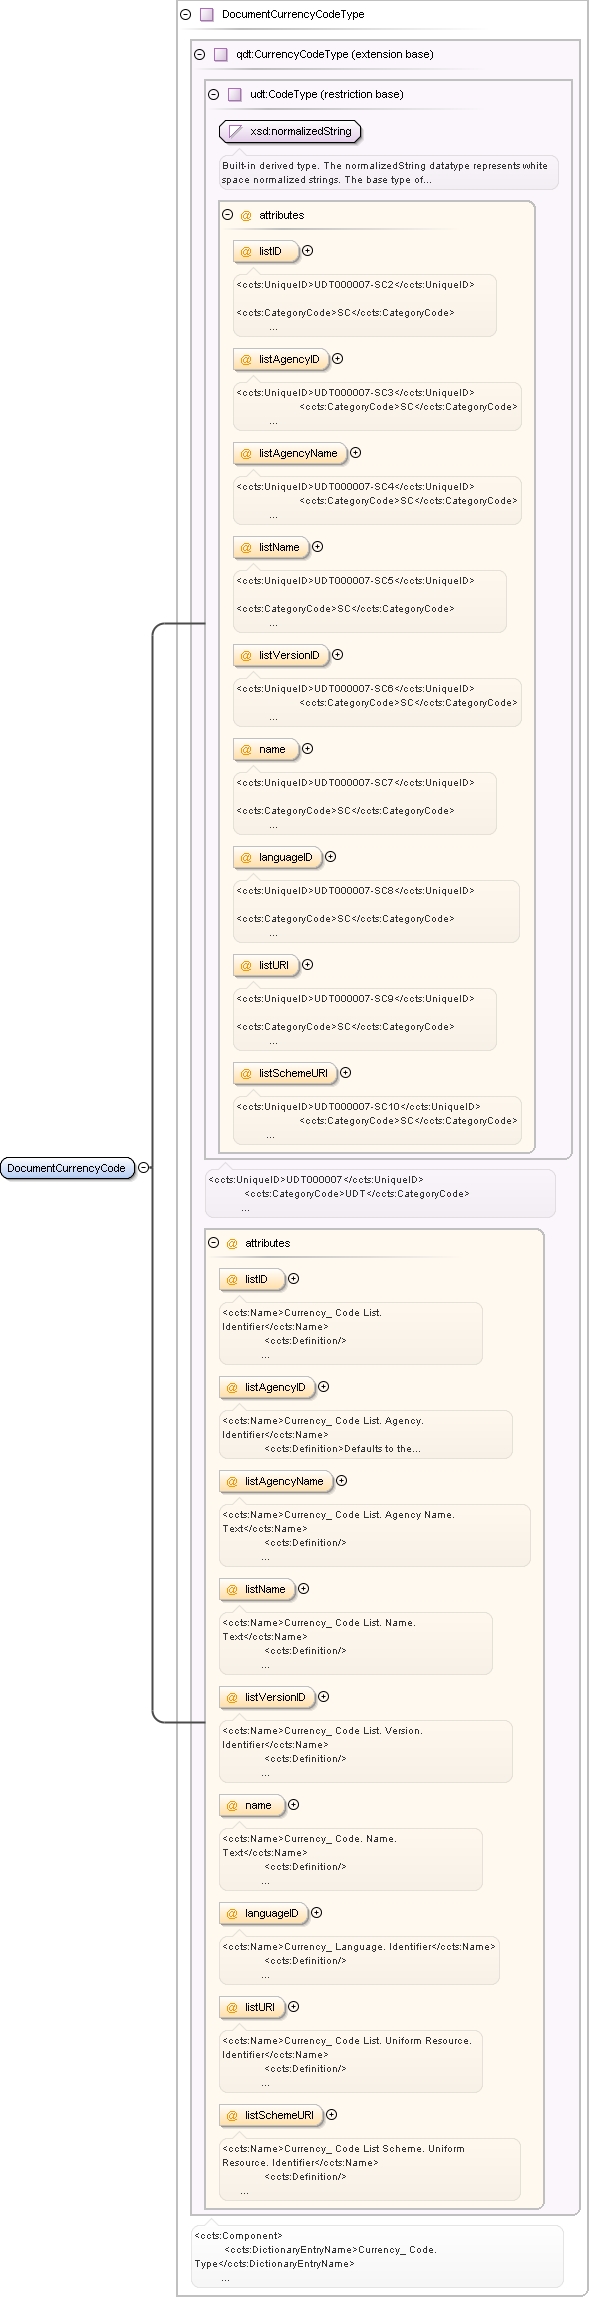 DocumentCurrencyCodeType
qdt:CurrencyCodeType (extension base)
udt:CodeType (restriction base)
xsd:normalizedString
Built-in derived type. The normalizedString datatype represents white
space normalized strings. The base type of...
@ attributes
@ listID
<ccts:UniqueID>UDT000007-SC2</ccts:UniqueID>
<ccts:CategoryCode>SC</ccts:CategoryCode>
...
@ listAgencyID
<ccts:UniqueID>UDT000007-SC3</ccts:UniqueID>
<ccts:CategoryCode>SC</ccts:CategoryCode>
...
@ listAgencyName
<ccts:UniqueID>UDT000007-SC4</ccts:UniqueID>
<ccts:CategoryCode>SC</ccts:CategoryCode>
...
@ listName
<ccts:UniqueID>UDT000007-SC5</ccts:UniqueID>
<ccts:CategoryCode>SC</ccts:CategoryCode>
...
@ listVersionID
<ccts:UniqueID>UDT000007-SC6</ccts:UniqueID>
<ccts:CategoryCode>SC</ccts:CategoryCode>
...
@ name
<ccts:UniqueID>UDT000007-SC7</ccts:UniqueID>
<ccts:CategoryCode>SC</ccts:CategoryCode>
...
@ languageID
<ccts:UniqueID>UDT000007-SC8</ccts:UniqueID>
<ccts:CategoryCode>SC</ccts:CategoryCode>
...
@ listURI
<ccts:UniqueID>UDT000007-SC9</ccts:UniqueID>
<ccts:CategoryCode>SC</ccts:CategoryCode>
...
@ listSchemeURI
<ccts:UniqueID>UDT000007-SC10</ccts:UniqueID>
<ccts:CategoryCode>SC</ccts:CategoryCode>
...
DocumentCurrencyCode
<ccts:UniqueID>UDT000007</ccts:UniqueID>
<ccts:CategoryCode>UDT</ccts:CategoryCode>
...
@ attributes
@ listID
<ccts:Name>Currency_ Code List.
Identifier</ccts:Name>
<ccts:Definition/>
...
@ listAgencyID
<ccts:Name>Currency_ Code List. Agency.
Identifier</ccts:Name>
<ccts:Definition>Defaults to the...
@ listAgencyName
<ccts:Name>Currency_ Code List. Agency Name.
Text</ccts:Name>
<ccts:Definition/>
...
@ listName
<ccts:Name>Currency_ Code List. Name.
Text</ccts:Name>
<ccts:Definition/>
...
@ listVersionID
<ccts:Name>Currency_ Code List. Version.
Identifier</ccts:Name>
<ccts:Definition/>
...
@ name
<ccts:Name>Currency_ Code. Name.
Text</ccts:Name>
<ccts:Definition/>
...
@ languageID
<ccts:Name>Currency_ Language. Identifier</ccts:Name>
<ccts:Definition/>
...
@ listURI
<ccts:Name>Currency_ Code List. Uniform Resource.
Identifier</ccts:Name>
<ccts:Definition/>
...
@ listSchemeURI
<ccts:Name>Currency_ Code List Scheme. Uniform
Resource. Identifier</ccts:Name>
<ccts:Definition/>
...
<ccts:Component>
<ccts:DictionaryEntryName>Currency_ Code.
Type</ccts:DictionaryEntryName>
...